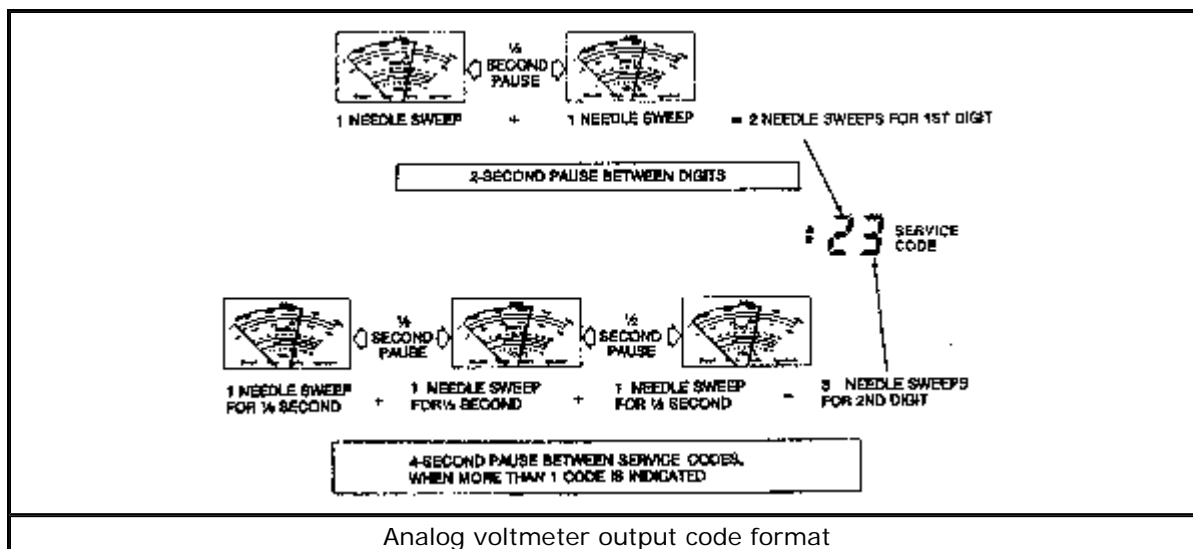 ½ SECOND PAUSE
1 NEEDLE SWEEP + 1 NEEDLE SWEEP = 2 NEEDLE SWEEPS FOR 1ST DIGIT
2-SECOND PAUSE BETWEEN DIGITS
23 SERVICE CODE
½ SECOND PAUSE ½ SECOND PAUSE
1 NEEDLE SWEEP FOR ½ SECOND + 1 NEEDLE SWEEP FOR ½ SECOND + 1 NEEDLE SWEEP FOR ½ SECOND = 3 NEEDLE SWEEPS FOR 2ND DIGIT
4-SECOND PAUSE BETWEEN SERVICE CODES,
WHEN MORE THAN 1 CODE IS INDICATED
Analog voltmeter output code format